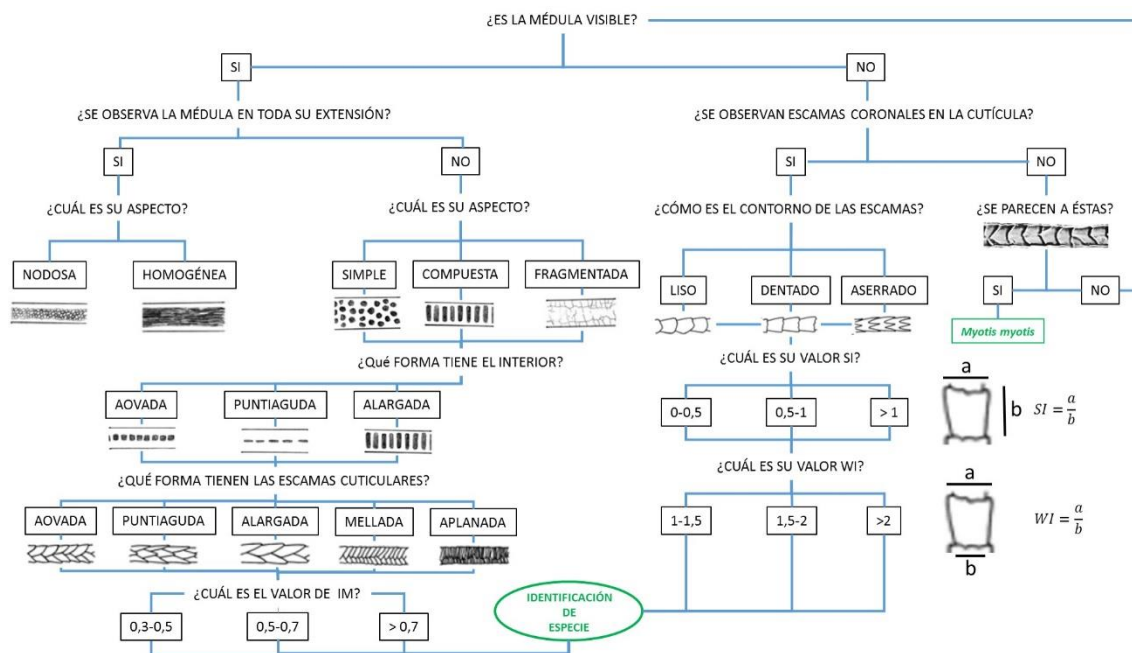 ¿ES LA MÉDULA VISIBLE?
SI
NO
¿SE OBSERVA LA MÉDULA EN TODA SU EXTENSIÓN?
¿SE OBSERVAN ESCAMAS CORONALES EN LA CUTÍCULA?
SI
NO
SI
NO
¿CUÁL ES SU ASPECTO?
¿CUÁL ES SU ASPECTO?
¿CÓMO ES EL CONTORNO DE LAS ESCAMAS?
¿SE PARECEN A ÉSTAS?
NODOSA
HOMOGÉNEA
SIMPLE
COMPUESTA
FRAGMENTADA
LISO
DENTADO
ASERRADO
SI
NO
Myotis myotis
¿Qué FORMA TIENE EL INTERIOR?
¿CUÁL ES SU VALOR SI?
AOVADA
PUNTIAGUDA
ALARGADA
0-0,5
0,5-1
> 1
a
b
SI = a/b
¿QUÉ FORMA TIENEN LAS ESCAMAS CUTICULARES?
¿CUÁL ES SU VALOR WI?
AOVADA
PUNTIAGUDA
ALARGADA
MELLADA
APLANADA
1-1,5
1,5-2
>2
a
WI = a/b
b
¿CUÁL ES EL VALOR DE IM?
0,3-0,5
0,5-0,7
> 0,7
IDENTIFICACIÓN
DE
ESPECIE